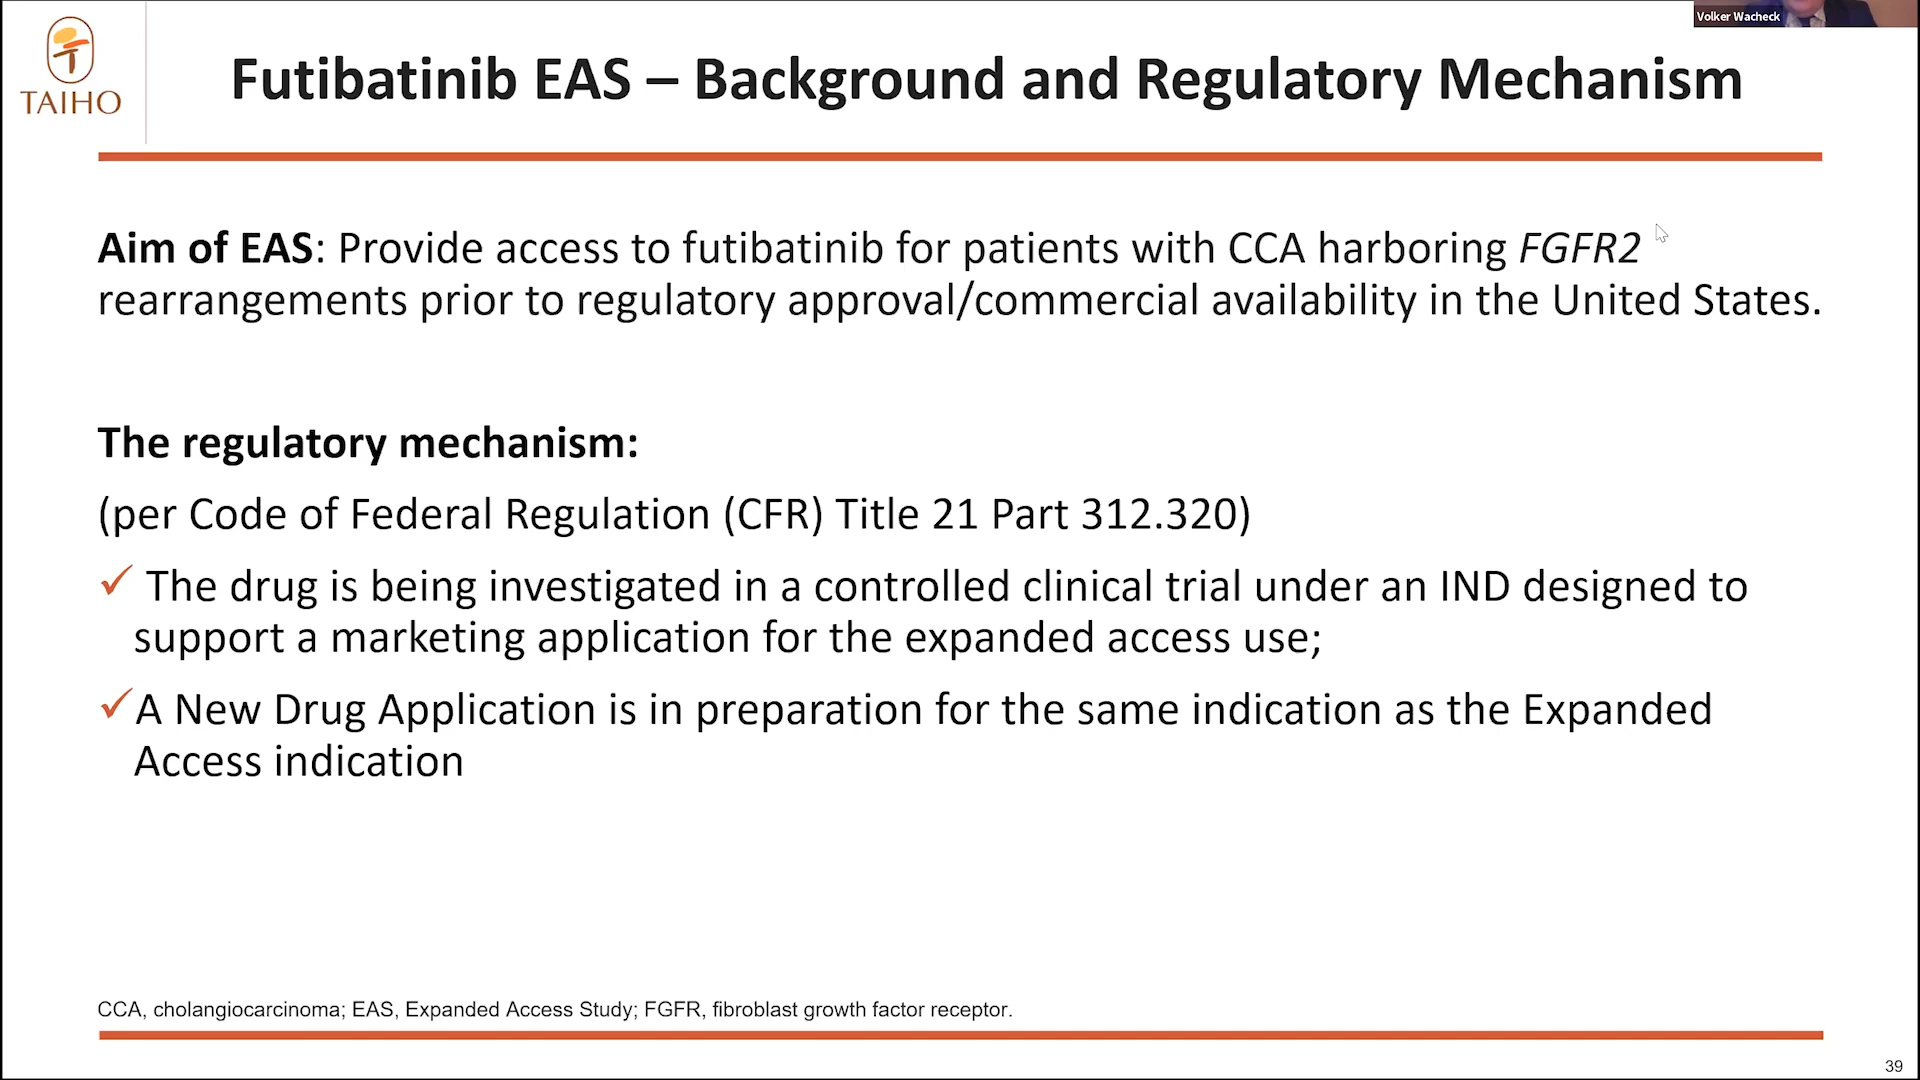 Volker Wacheck
TAIHO
Futibatinib EAS – Background and Regulatory Mechanism
Aim of EAS: Provide access to futibatinib for patients with CCA harboring FGFR2
rearrangements prior to regulatory approval/commercial availability in the United States.
The regulatory mechanism:
(per Code of Federal Regulation (CFR) Title 21 Part 312.320)
✓ The drug is being investigated in a controlled clinical trial under an IND designed to
support a marketing application for the expanded access use;
✓A New Drug Application is in preparation for the same indication as the Expanded
Access indication
CCA, cholangiocarcinoma; EAS, Expanded Access Study; FGFR, fibroblast growth factor receptor.
39